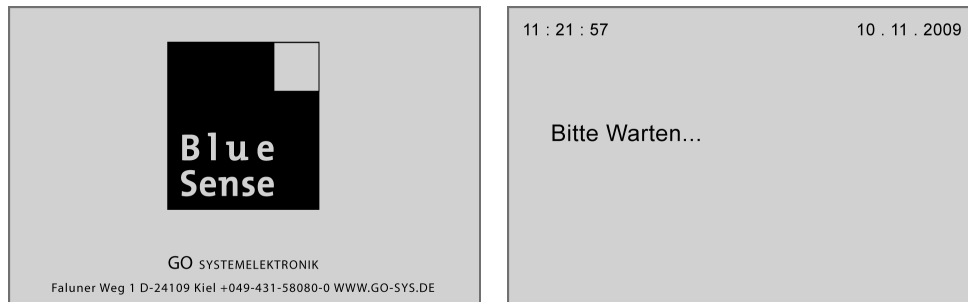 Blue
Sense
GO SYSTEMELEKTRONIK
Faluner Weg 1 D-24109 Kiel +049-431-58080-0 WWW.GO-SYS.DE
11 : 21 : 57 10 . 11 . 2009
Bitte Warten...